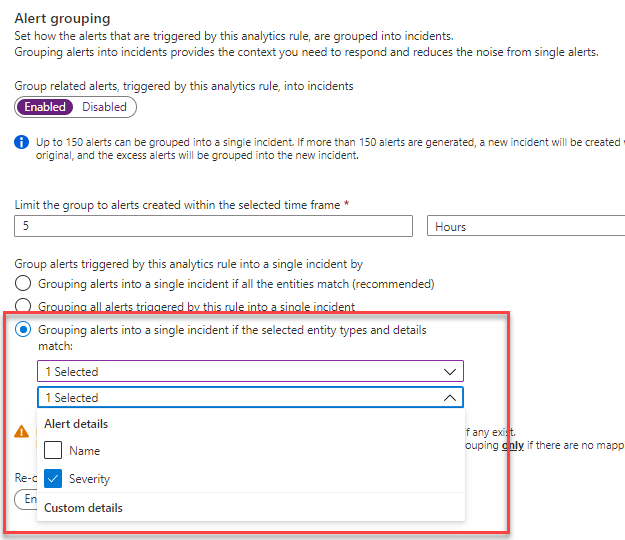 Alert grouping
Set how the alerts that are triggered by this analytics rule, are grouped into incidents.
Grouping alerts into incidents provides the context you need to respond and reduces the noise from single alerts.
Group related alerts, triggered by this analytics rule, into incidents
Enabled Disabled
Up to 150 alerts can be grouped into a single incident. If more than 150 alerts are generated, a new incident will be created
original, and the excess alerts will be grouped into the new incident.
Limit the group to alerts created within the selected time frame *
5 Hours
Group alerts triggered by this analytics rule into a single incident by
Grouping alerts into a single incident if all the entities match (recommended)
Grouping all alerts triggered by this rule into a single incident
Grouping alerts into a single incident if the selected entity types and details
match:
1 Selected
1 Selected
Alert details
f any exist.
Name
ouping only if there are no mapp
Severity
Re-
En
Custom details